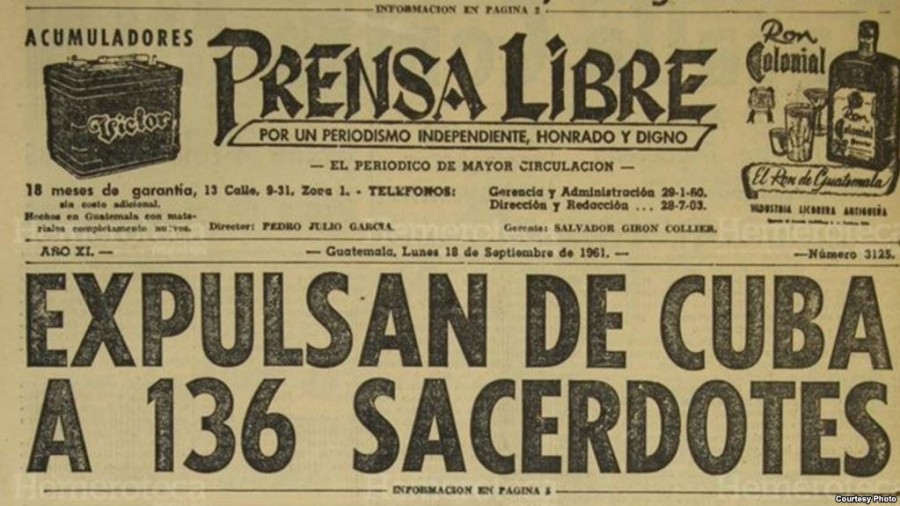 INFORMACION EN PAGINA 2
ACUMULADORES
Victor
PRENSA LIBRE
POR UN PERIODISMO INDEPENDIENTE, HONRADO Y DIGNO
— EL PERIODICO DE MAYOR CIRCULACION —
Ron
Colonial
Ron
Colonial
El Ron de Guatemala
INDUSTRIA LICORERA ANTIGUEÑA
18 meses de garantía,
sin costo adicional.
Hechos en Guatemala con mate-
riales completamente nuevos.
13 Calle, 9-31, Zona 1. - TELEFONOS:
Gerencia y Administración 29-1-60.
Dirección y Redacción ... 28-7-03.
Director: PEDRO JULIO GARCIA.
Gerente: SALVADOR GIRON COLLIER.
AÑO XI. —
— Guatemala, Lunes 18 de Septiembre de 1961. —
—Número 3125.
EXPULSAN DE CUBA
A 136 SACERDOTES
INFORMACION EN PAGINA 5
Hemeroteca
Courtesy Photo